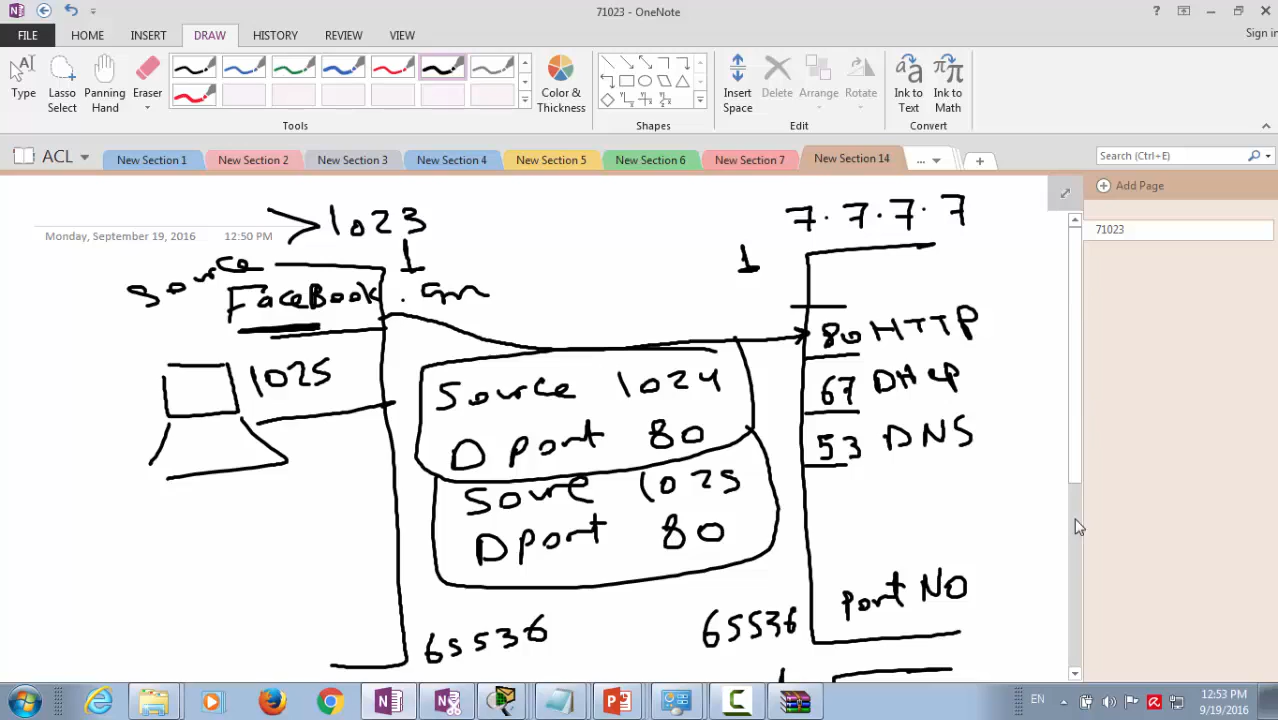 71023 - OneNote
Sign in
FILE HOME INSERT DRAW HISTORY REVIEW VIEW
Type
Lasso Select
Panning Hand
Eraser
Color & Thickness
Insert Space
Delete
Arrange
Rotate
Ink to Text
Ink to Math
Tools
Shapes
Edit
Convert
ACL
New Section 1
New Section 2
New Section 3
New Section 4
New Section 5
New Section 6
New Section 7
New Section 14
...
Search (Ctrl+E)
Add Page
71023
Monday, September 19, 2016 12:50 PM
>1023
7.7.7.7
1
1
Source
FaceBook.com
80 HTTP
1025
Source 1024
67 DHCP
D port 80
53 DNS
Soure 1025
Dport 80
port NO
65536
65536
1
EN
12:53 PM
9/19/2016